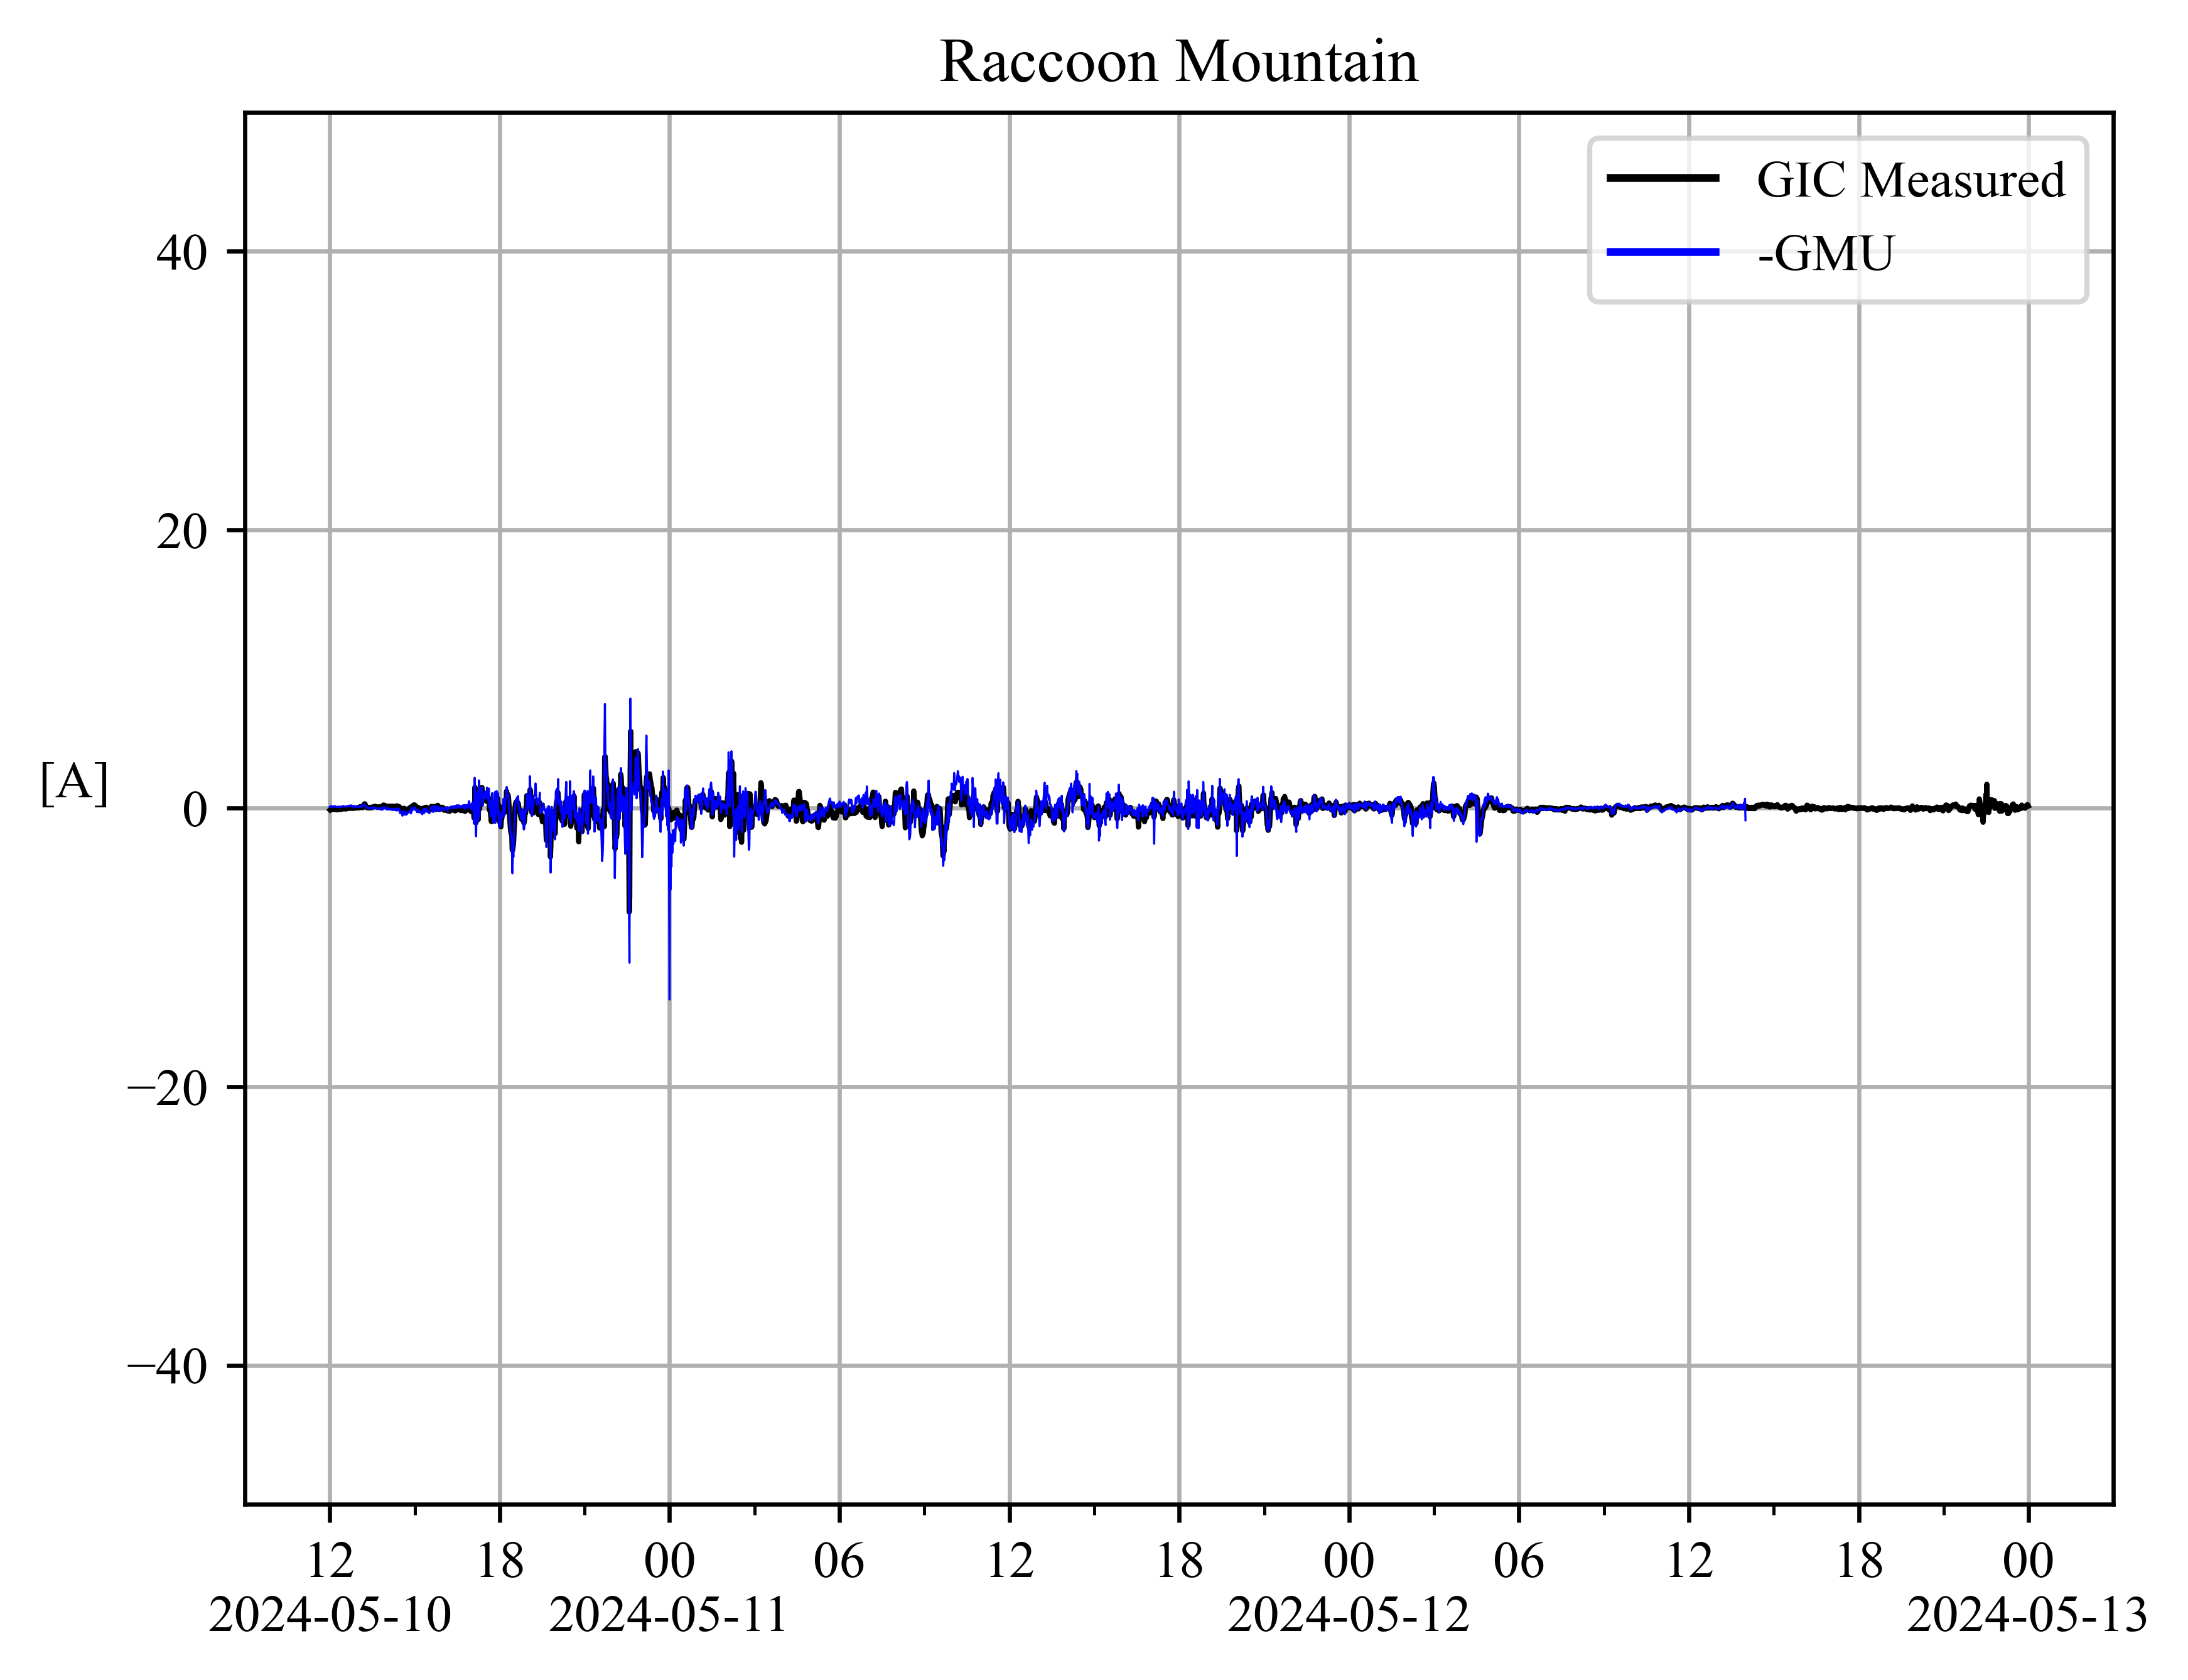 Raccoon Mountain
GIC Measured
-GMU
40
20
[A]
0
−20
−40
12 18 00 06 12 18 00 06 12 18 00
2024-05-10 2024-05-11 2024-05-12 2024-05-13